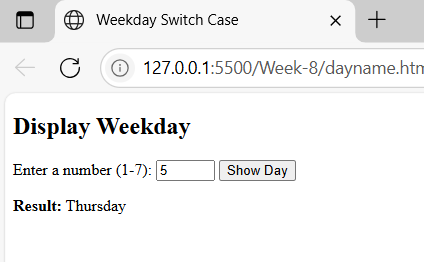 Weekday Switch Case
127.0.0.1:5500/Week-8/dayname.htm
Display Weekday
Enter a number (1-7): 5 Show Day
Result: Thursday